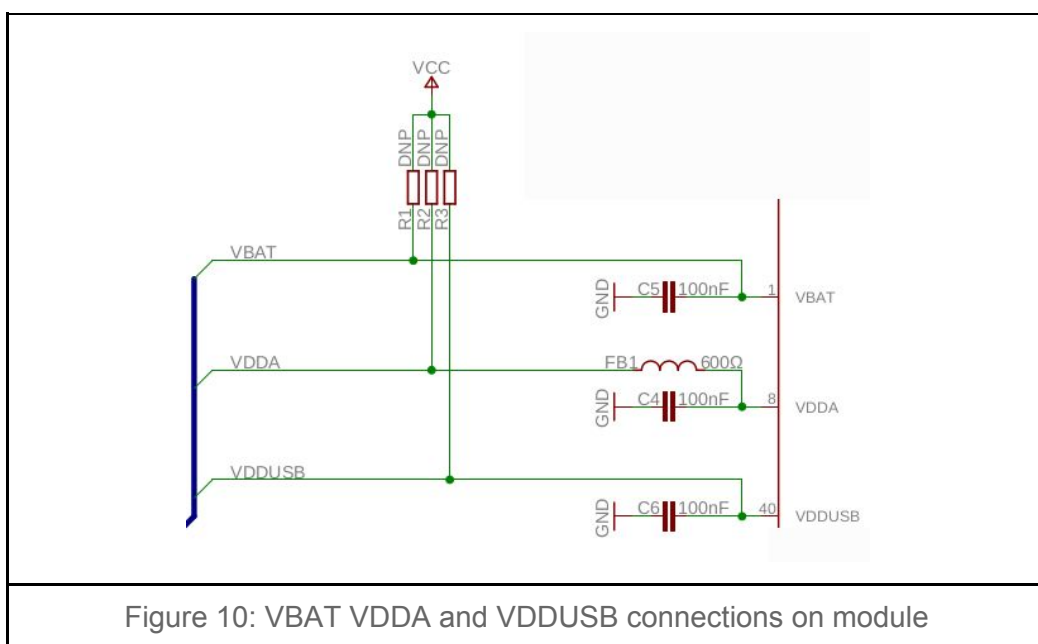 VCC
DNP DNP DNP
R1 R2 R3
VBAT
GND C5 100nF 1 VBAT
VDDA FB1 600Ω
GND C4 100nF 8 VDDA
VDDUSB
GND C6 100nF 40 VDDUSB
Figure 10: VBAT VDDA and VDDUSB connections on module